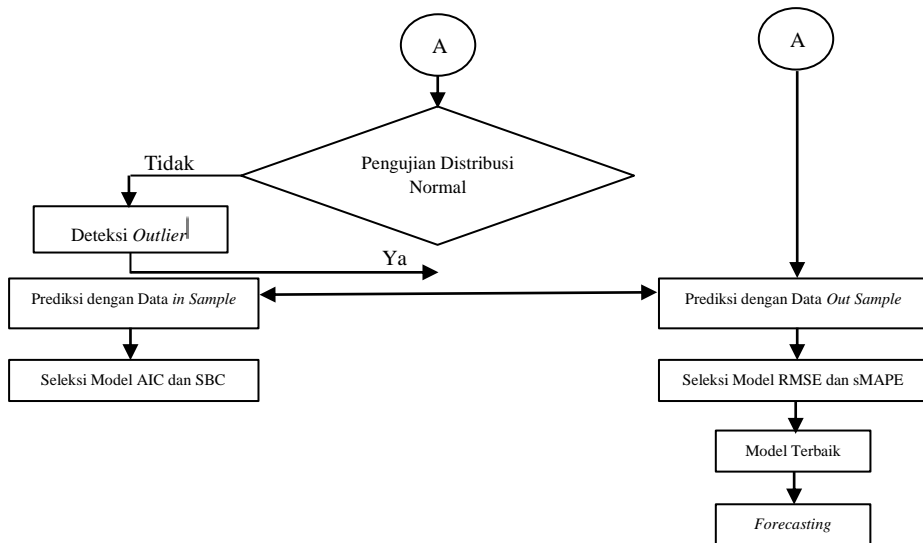 A
A
Pengujian Distribusi
Normal
Tidak
Deteksi Outlier
Ya
Prediksi dengan Data in Sample
Prediksi dengan Data Out Sample
Seleksi Model AIC dan SBC
Seleksi Model RMSE dan sMAPE
Model Terbaik
Forecasting